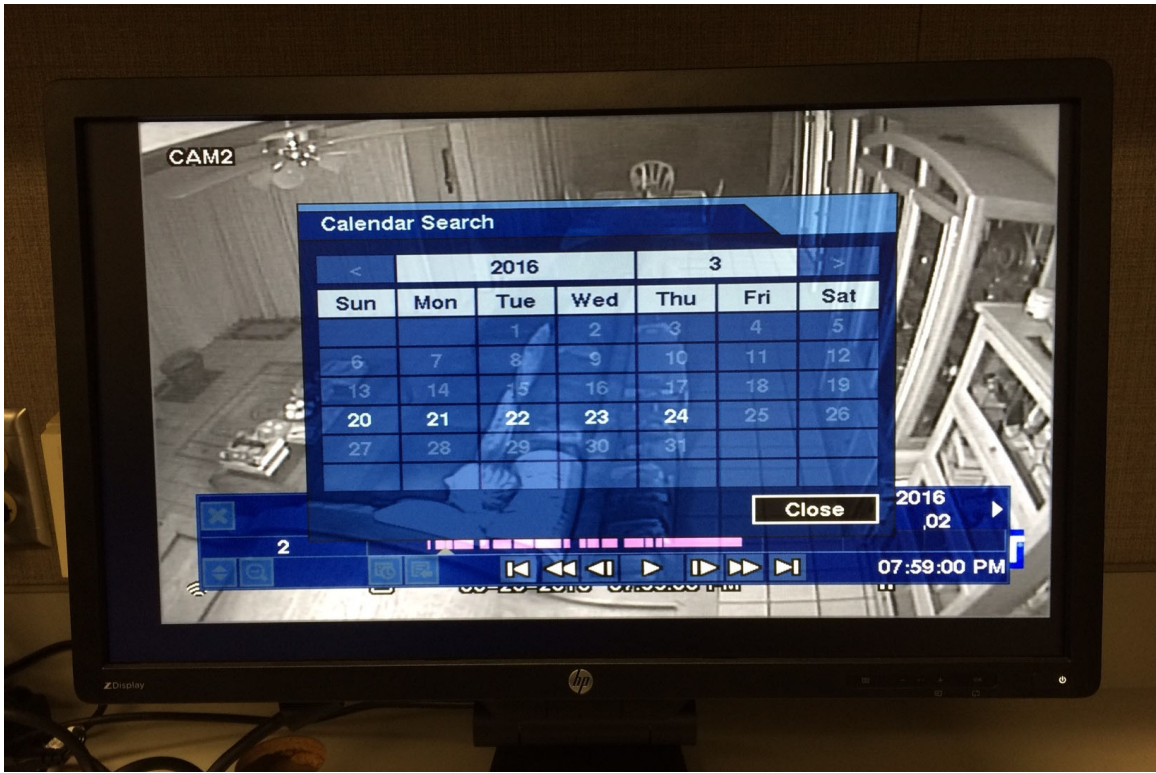 CAM2
Calendar Search
< 2016 3 >
Sun Mon Tue Wed Thu Fri Sat
1 2 3 4 5
6 7 8 9 10 11 12
13 14 15 16 17 18 19
20 21 22 23 24 25 26
27 28 29 30 31
Close
2016
,02
2
07:59:00 PM
ZDisplay
hp